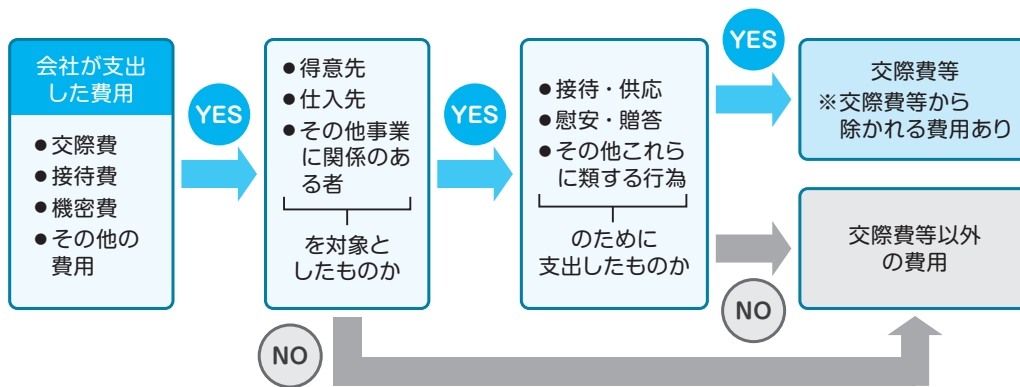 会社が支出
した費用
●交際費
●接待費
●機密費
●その他の
費用
YES
●得意先
●仕入先
●その他事業
に関係のあ
る者
を対象と
したものか
YES
●接待・供応
●慰安・贈答
●その他これら
に類する行為
のために
支出したものか
YES
交際費等
※交際費等から
除かれる費用あり
NO
交際費等以外
の費用
NO